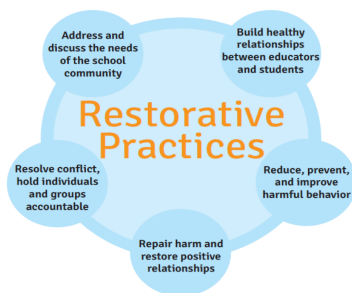 Address and
discuss the needs
of the school
community
Build healthy
relationships
between educators
and students
Restorative
Practices
Resolve conflict,
hold individuals
and groups
accountable
Reduce, prevent,
and improve
harmful behavior
Repair harm and
restore positive
relationships